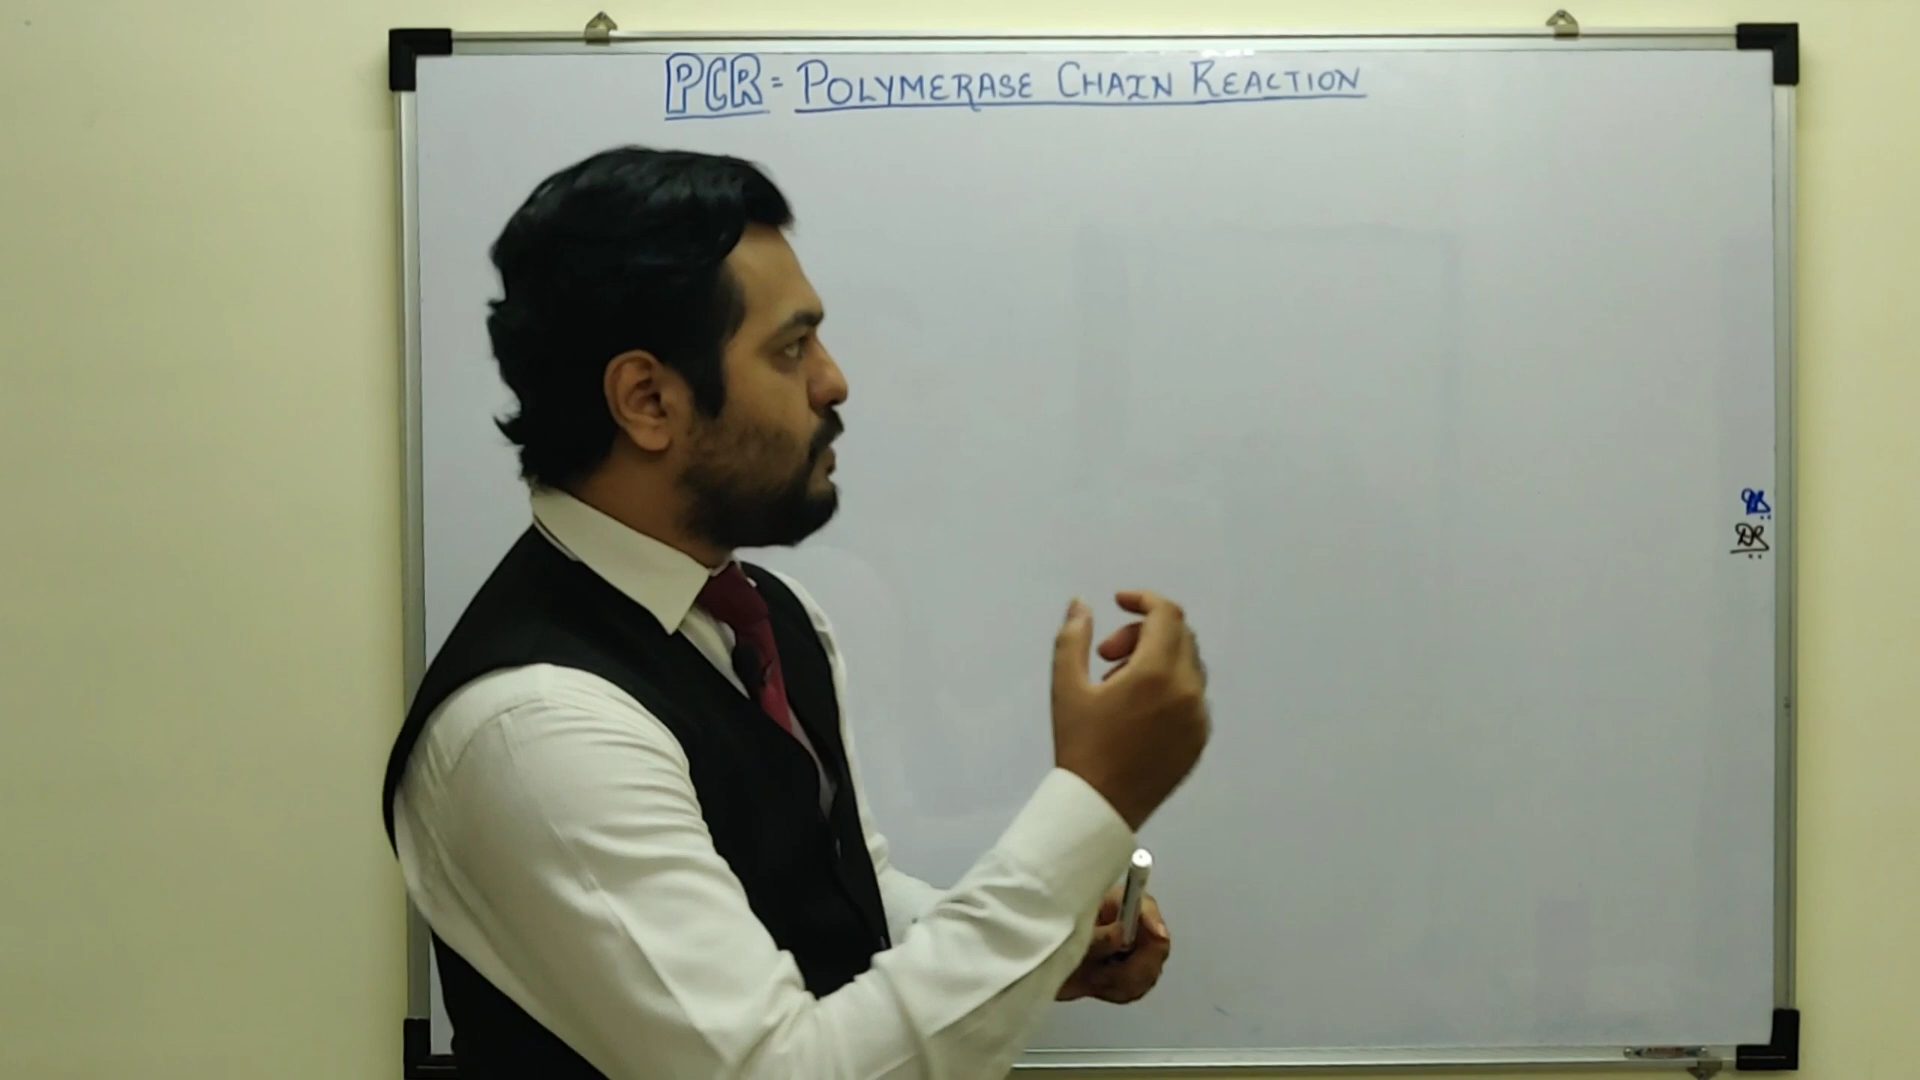 PCR = POLYMERASE CHAIN REACTION